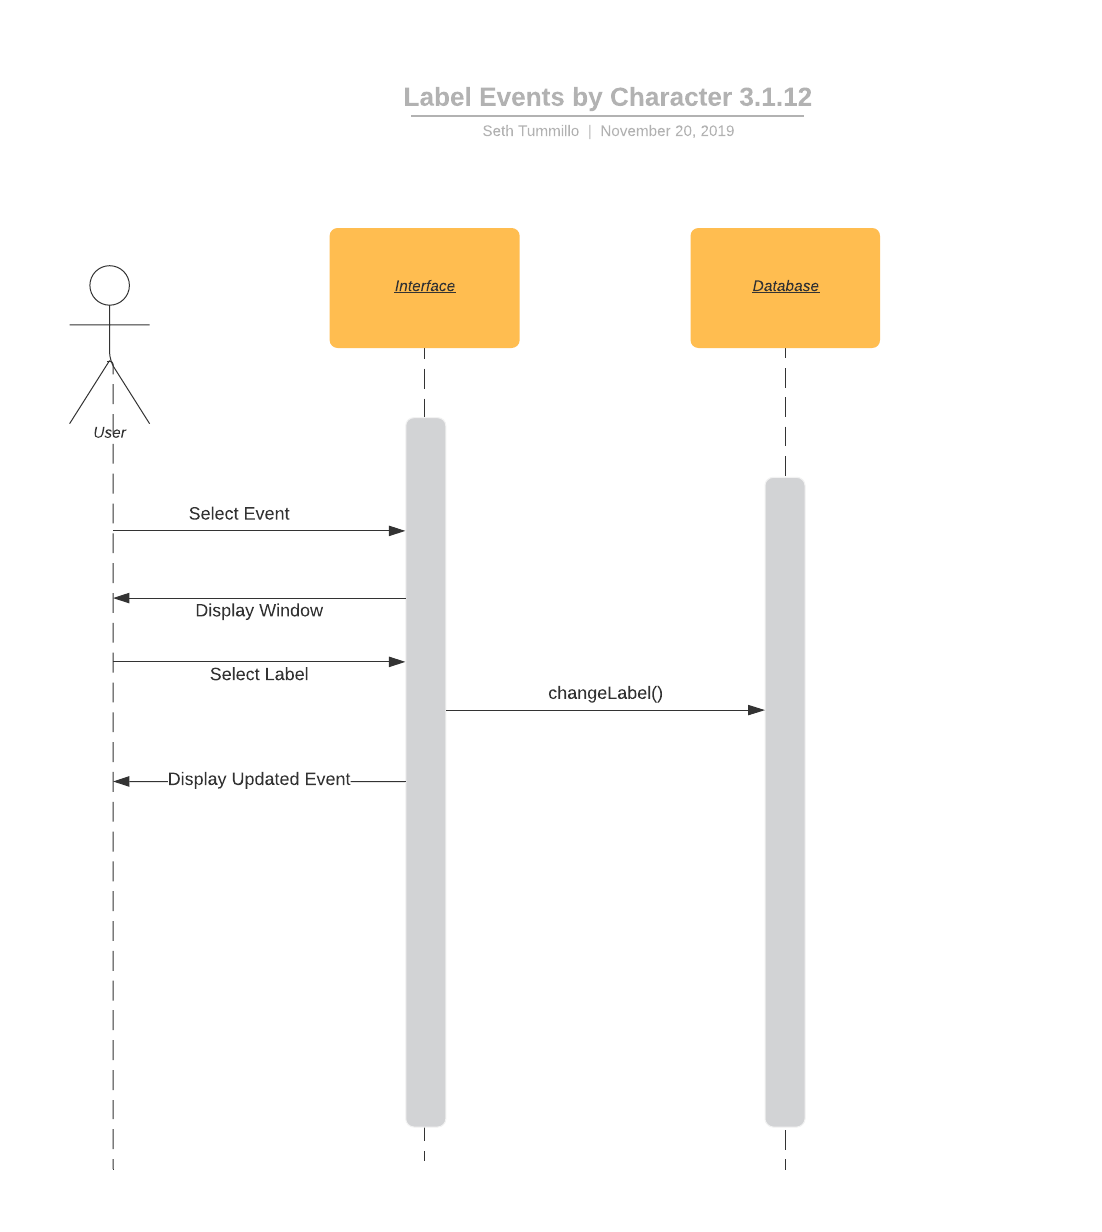 Label Events by Character 3.1.12
Seth Tummillo | November 20, 2019
Interface
Database
User
Select Event
Display Window
Select Label
changeLabel()
Display Updated Event